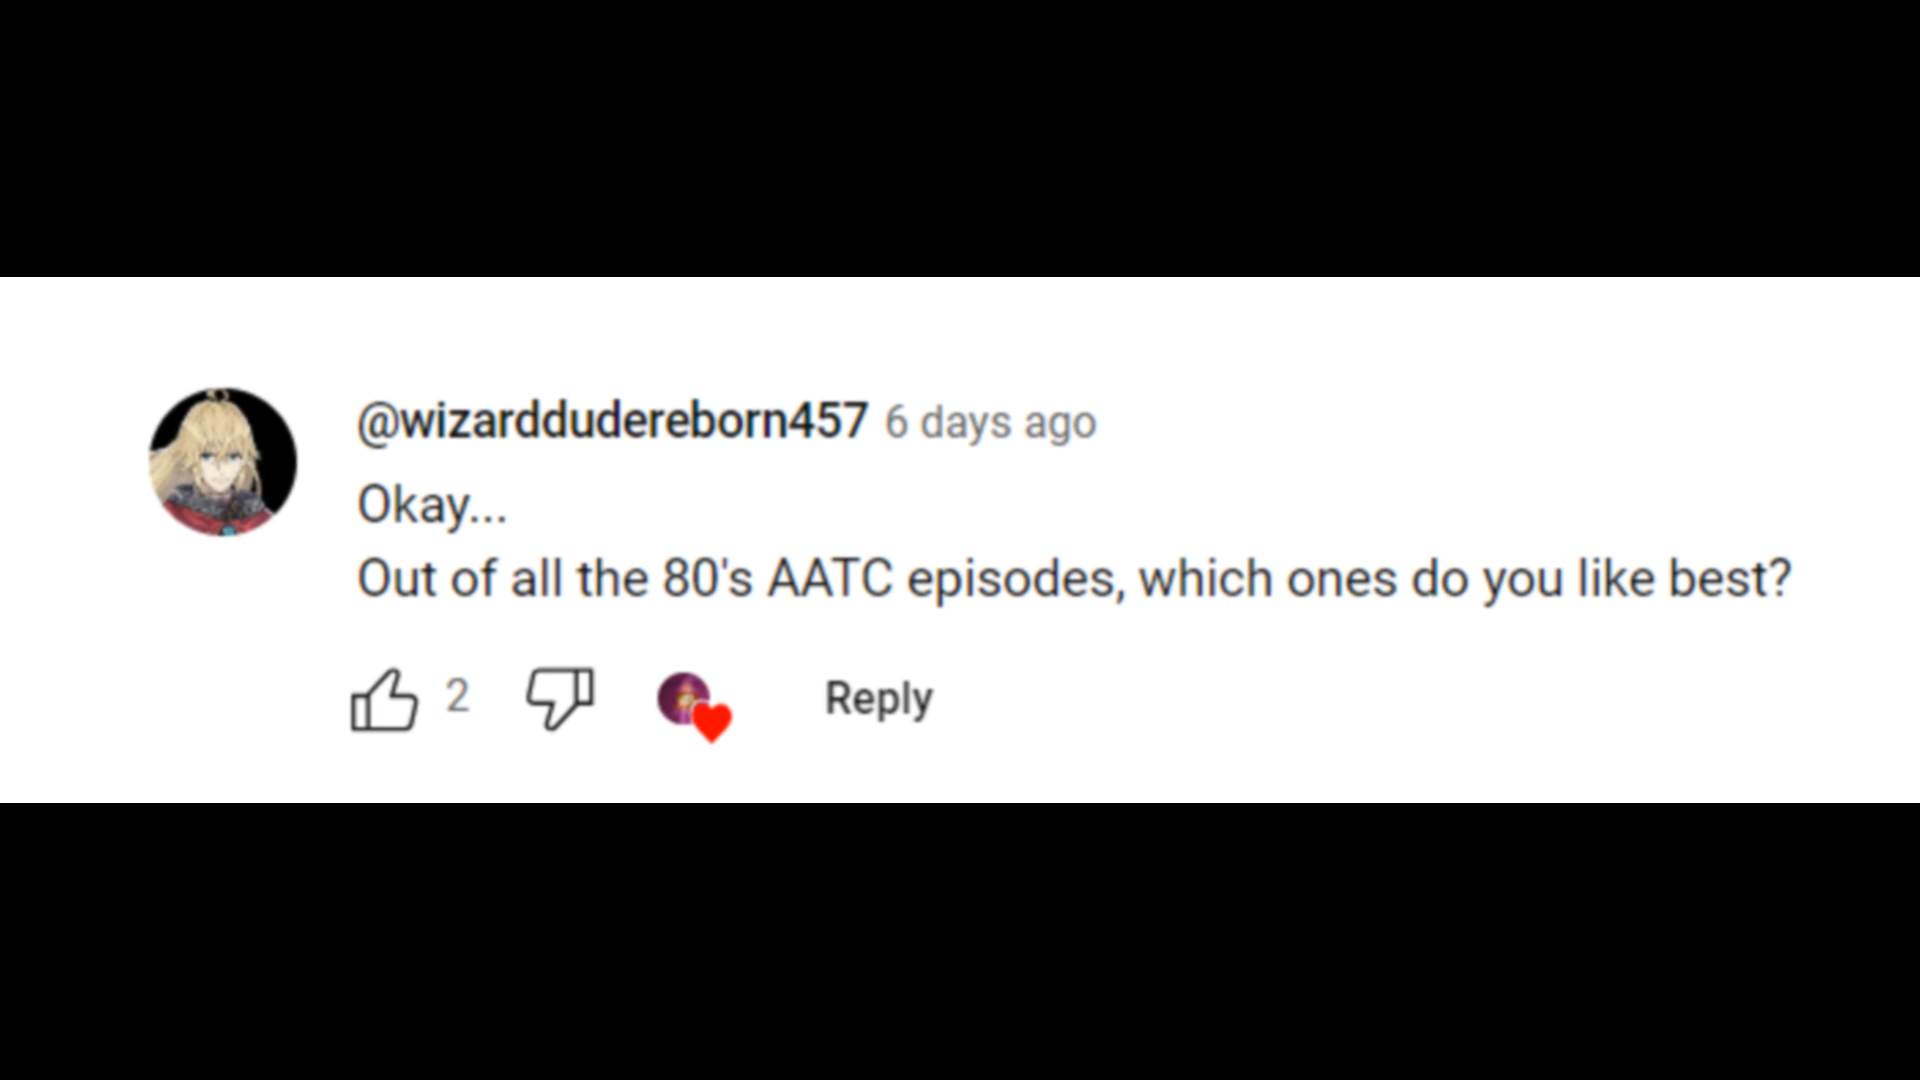 @wizarddudereborn457 6 days ago
Okay...
Out of all the 80's AATC episodes, which ones do you like best?
2 Reply